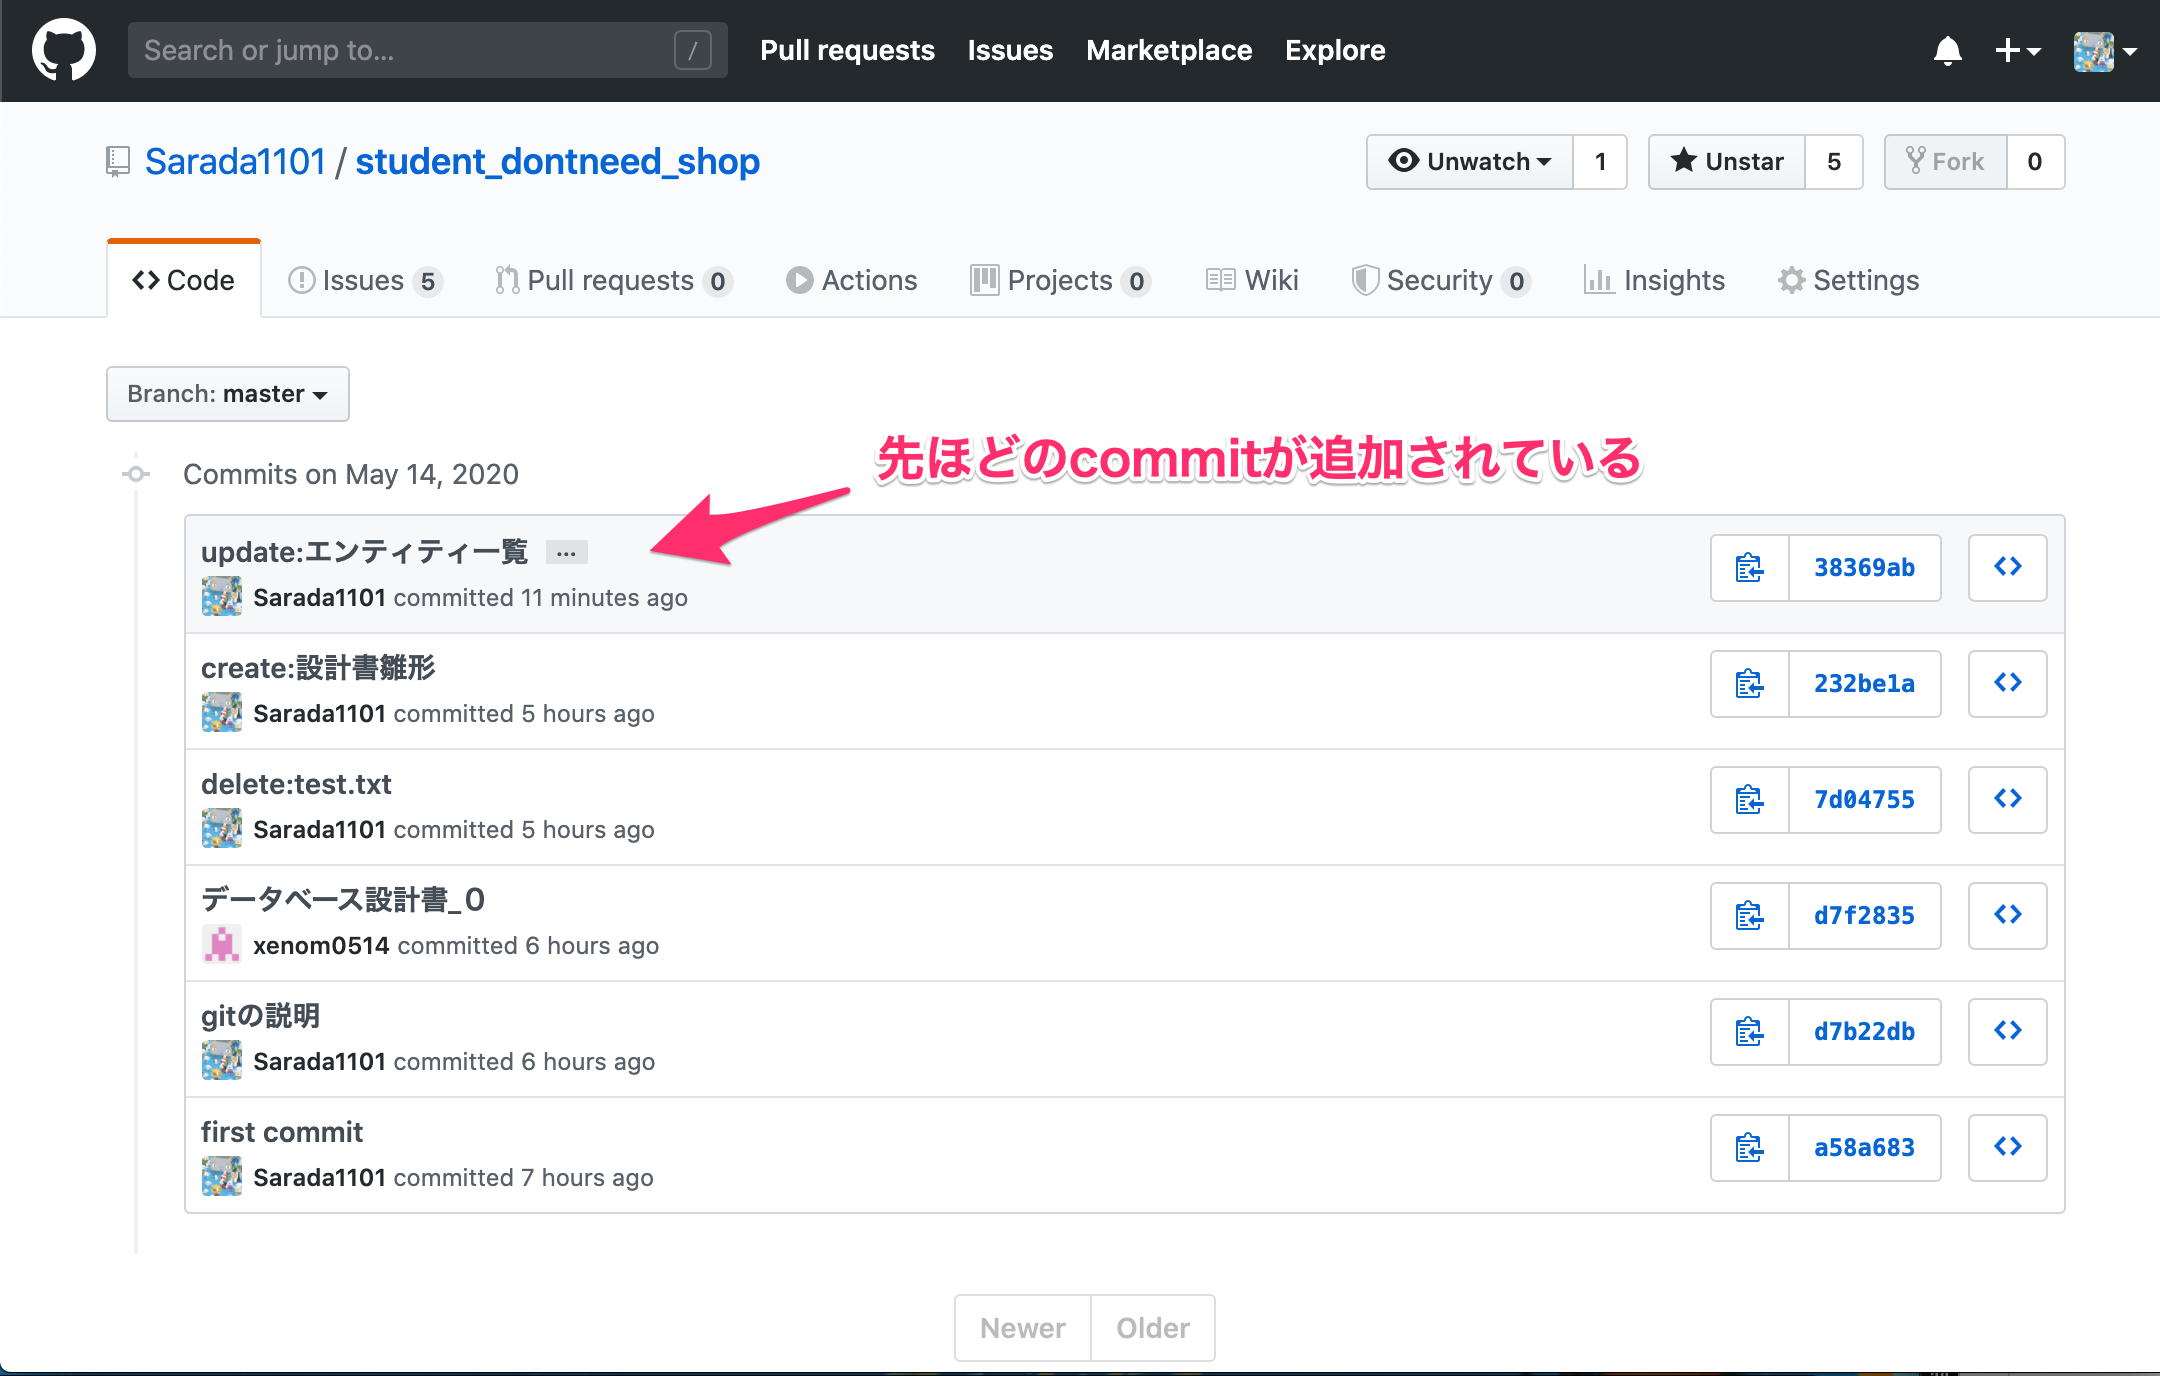 Search or jump to... /
Pull requests Issues Marketplace Explore
Sarada1101 / student_dontneed_shop
Unwatch 1 Unstar 5 Fork 0
Code Issues 5 Pull requests 0 Actions Projects 0 Wiki Security 0 Insights Settings
Branch: master
先ほどのcommitが追加されている
Commits on May 14, 2020
update:エンティティ一覧 ...
Sarada1101 committed 11 minutes ago
38369ab
create:設計書雛形
Sarada1101 committed 5 hours ago
232be1a
delete:test.txt
Sarada1101 committed 5 hours ago
7d04755
データベース設計書_O
xenom0514 committed 6 hours ago
d7f2835
gitの説明
Sarada1101 committed 6 hours ago
d7b22db
first commit
Sarada1101 committed 7 hours ago
a58a683
Newer Older